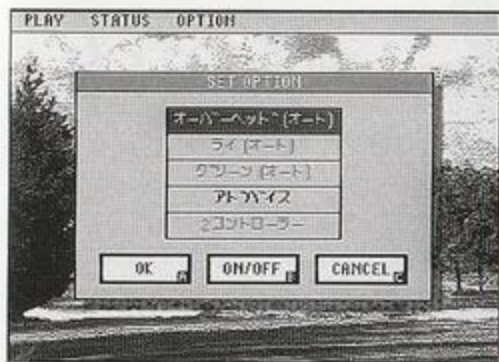 PLAY STATUS OPTION
SET OPTION
オーバーヘッド(オート)
ライ(オート)
グリーン(オート)
アドバイス
2コントローラー
OK A ON/OFF B CANCEL C